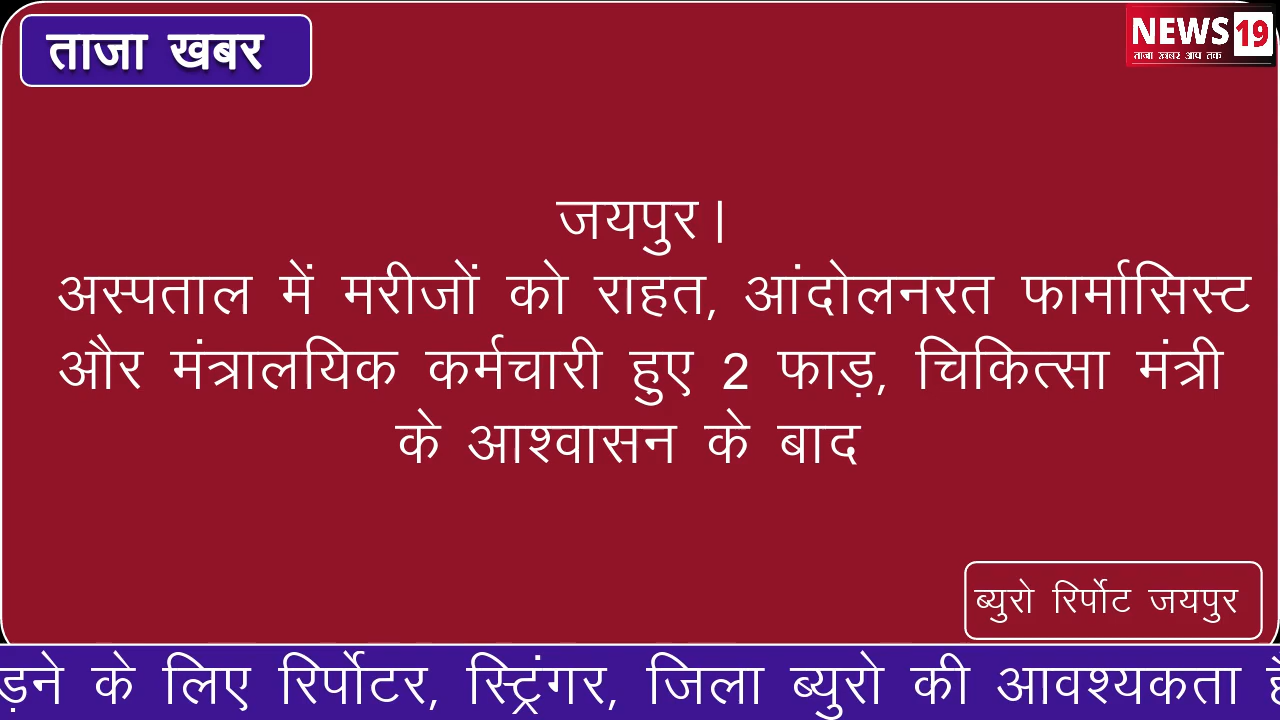 ताजा खबर
NEWS 19
ताजा खबर आप तक
जयपुर।
अस्पताल में मरीजों को राहत, आंदोलनरत फार्मासिस्ट
और मंत्रालयिक कर्मचारी हुए 2 फाड़, चिकित्सा मंत्री
के आश्वासन के बाद
ब्युरो रिर्पोट जयपुर
ड़ने के लिए रिर्पोटर, स्ट्रिंगर, जिला ब्युरो की आवश्यकता